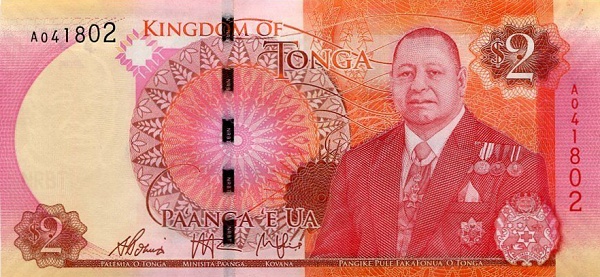 KINGDOM OF
TONGA
A041802
$2
A041802
PAANGA-E UA
$2
PALEMIA O TONGA MINISITA PAANGA KOVANA PANGIKE PULE FAKAFONUA O TONGA